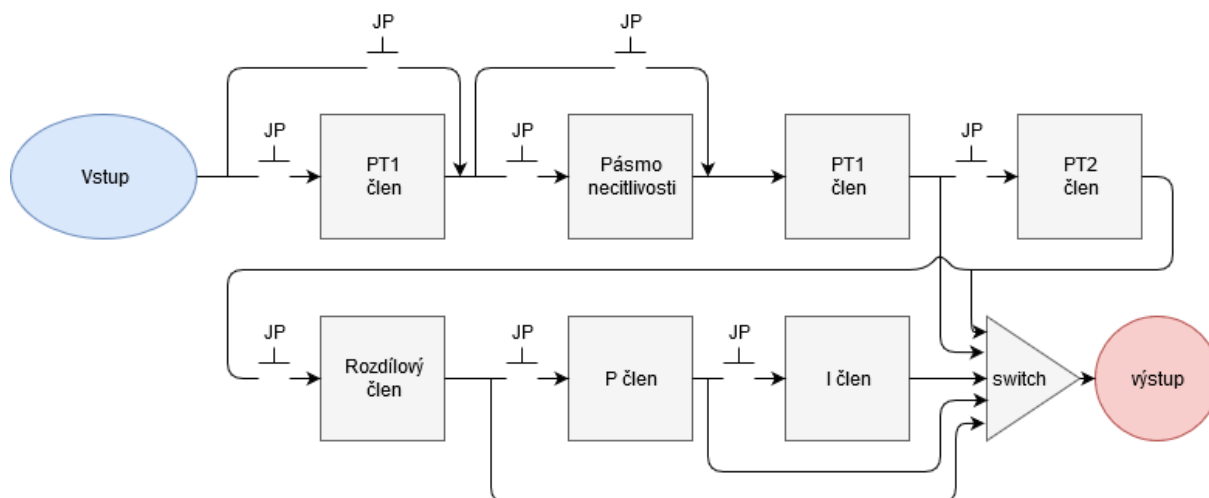 JP
JP
Vstup
JP
PT1
člen
JP
Pásmo
necitlivosti
PT1
člen
JP
PT2
člen
JP
Rozdílový
člen
JP
P člen
JP
I člen
switch
výstup